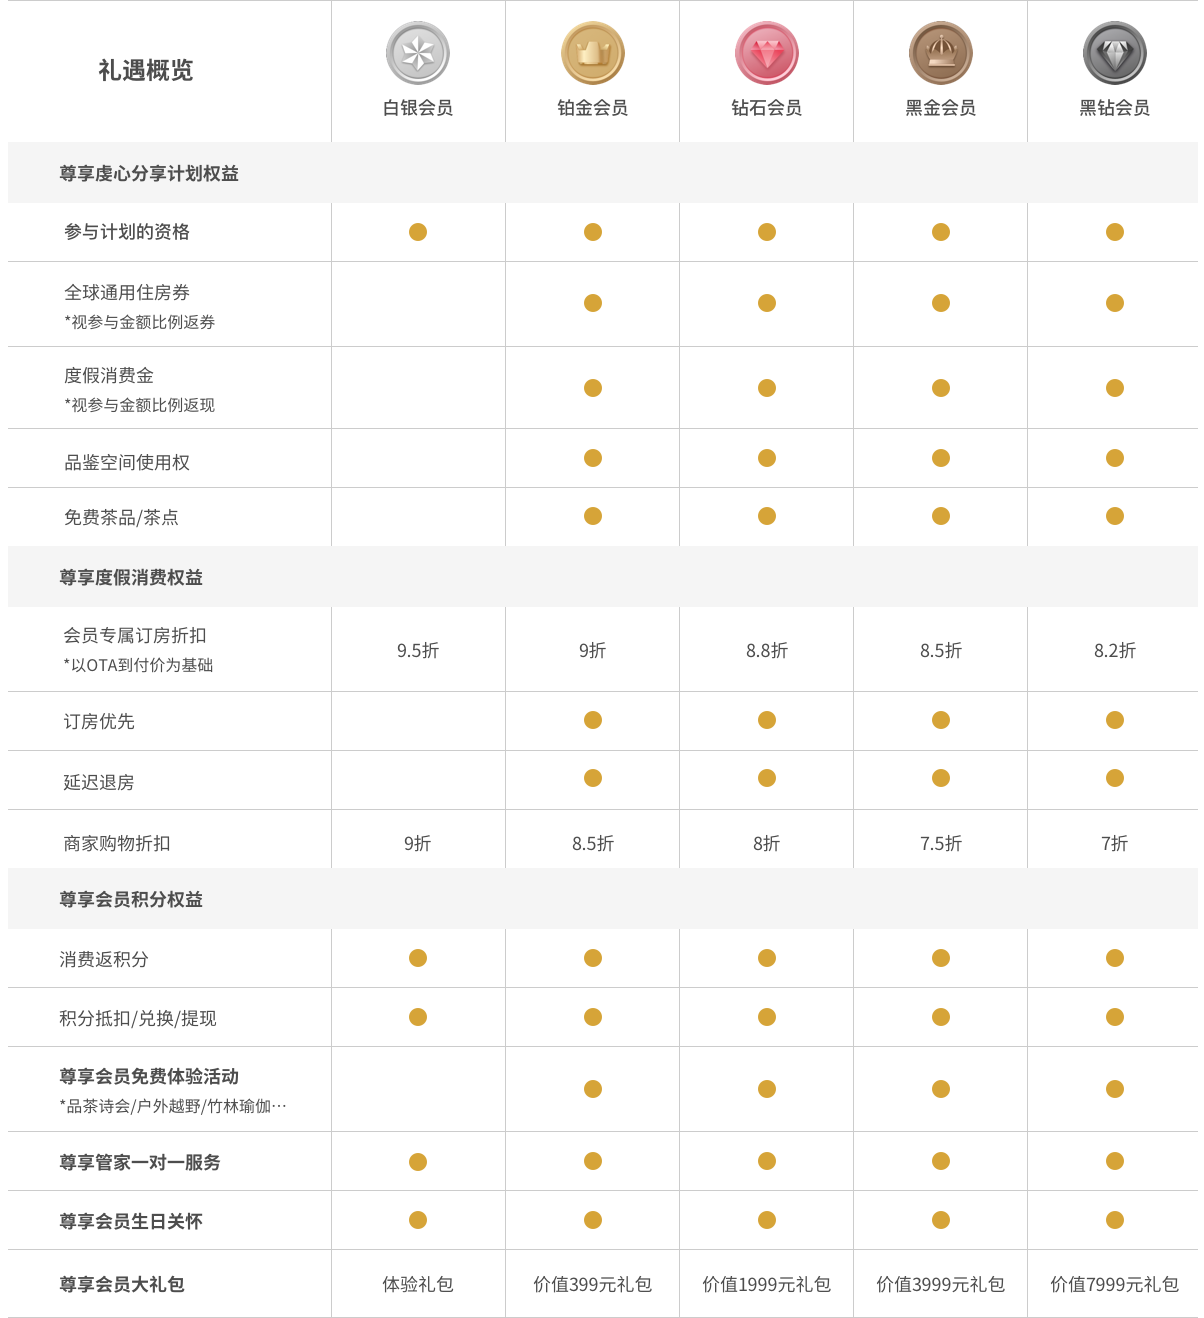 礼遇概览
白银会员
铂金会员
钻石会员
黑金会员
黑钻会员
尊享虔心分享计划权益
参与计划的资格
全球通用住房券
*视参与金额比例返券
度假消费金
*视参与金额比例返现
品鉴空间使用权
免费茶品/茶点
尊享度假消费权益
会员专属订房折扣
*以OTA到付价为基础
9.5折
9折
8.8折
8.5折
8.2折
订房优先
延迟退房
商家购物折扣
9折
8.5折
8折
7.5折
7折
尊享会员积分权益
消费返积分
积分抵扣/兑换/提现
尊享会员免费体验活动
*品茶诗会/户外越野/竹林瑜伽···
尊享管家一对一服务
尊享会员生日关怀
尊享会员大礼包
体验礼包
价值399元礼包
价值1999元礼包
价值3999元礼包
价值7999元礼包